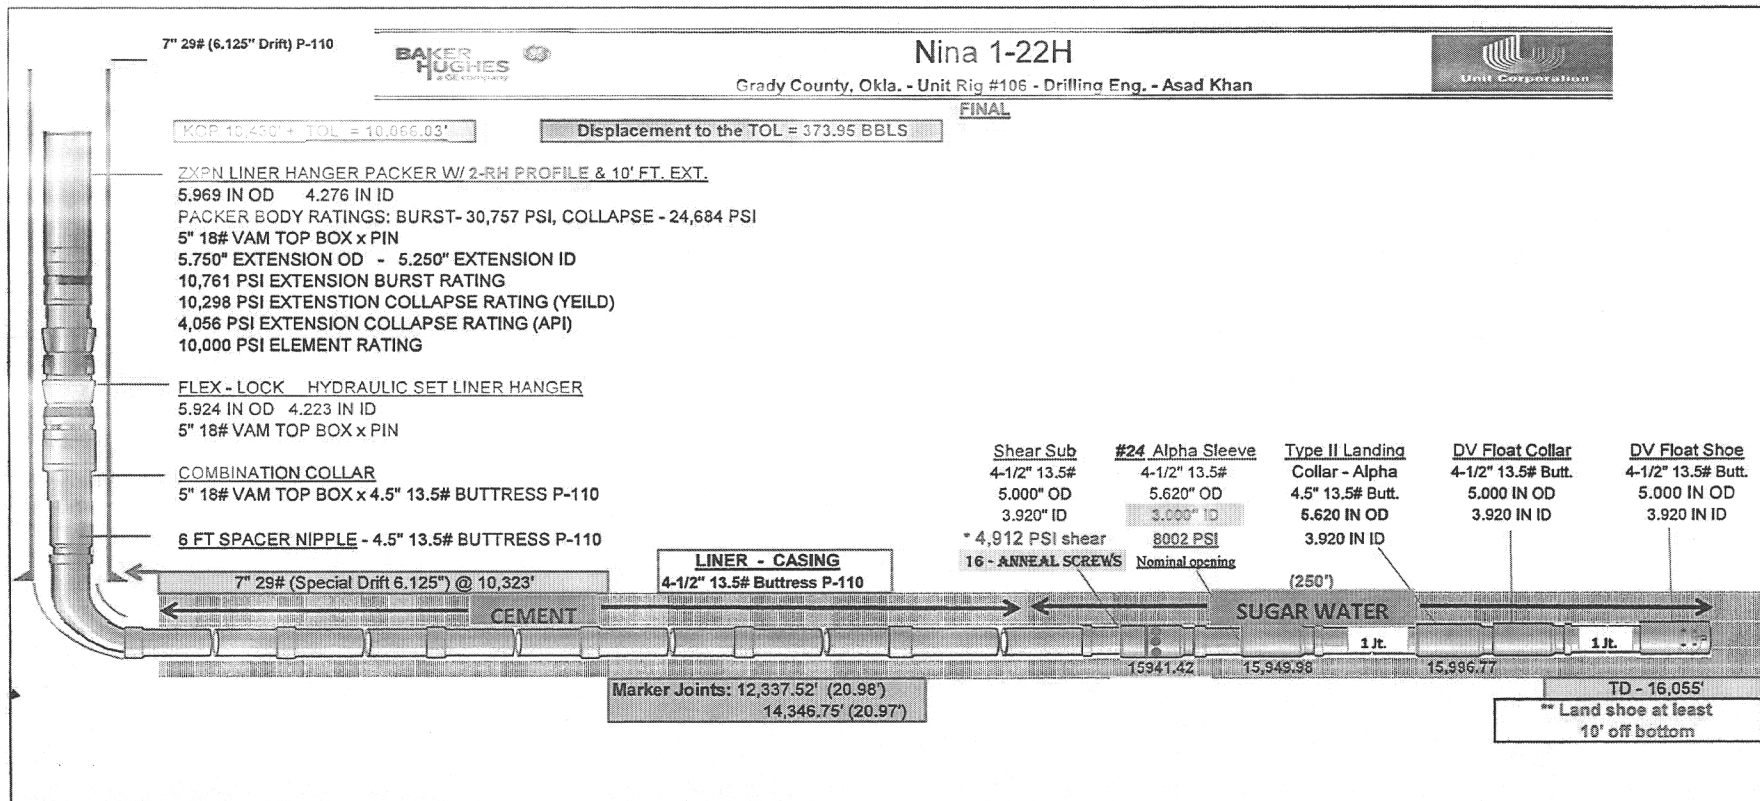 7" 29# (6.125" Drift) P-110
BAKER
HUGHES
a GE company
Nina 1-22H
Grady County, Okla. - Unit Rig #106 - Drilling Eng. - Asad Khan
Unit Corporation
FINAL
KOP 10,430' + TOL = 10,066.03'
Displacement to the TOL = 373.95 BBLS
ZXPN LINER HANGER PACKER W/ 2-RH PROFILE & 10' FT. EXT.
5.969 IN OD 4.276 IN ID
PACKER BODY RATINGS: BURST- 30,757 PSI, COLLAPSE - 24,684 PSI
5" 18# VAM TOP BOX x PIN
5.750" EXTENSION OD - 5.250" EXTENSION ID
10,761 PSI EXTENSION BURST RATING
10,298 PSI EXTENSTION COLLAPSE RATING (YEILD)
4,056 PSI EXTENSION COLLAPSE RATING (API)
10,000 PSI ELEMENT RATING
FLEX - LOCK HYDRAULIC SET LINER HANGER
5.924 IN OD 4.223 IN ID
5" 18# VAM TOP BOX x PIN
COMBINATION COLLAR
5" 18# VAM TOP BOX x 4.5" 13.5# BUTTRESS P-110
6 FT SPACER NIPPLE - 4.5" 13.5# BUTTRESS P-110
Shear Sub
4-1/2" 13.5#
5.000" OD
3.920" ID
* 4,912 PSI shear
16 - ANNEAL SCREWS
#24 Alpha Sleeve
4-1/2" 13.5#
5.620" OD
3.000" ID
8002 PSI
Nominal opening
Type II Landing
Collar - Alpha
4.5" 13.5# Butt.
5.620 IN OD
3.920 IN ID
DV Float Collar
4-1/2" 13.5# Butt.
5.000 IN OD
3.920 IN ID
DV Float Shoe
4-1/2" 13.5# Butt.
5.000 IN OD
3.920 IN ID
7" 29# (Special Drift 6.125") @ 10,323'
LINER - CASING
4-1/2" 13.5# Buttress P-110
(250')
CEMENT
SUGAR WATER
1 Jt.
1 Jt.
15941.42
15,949.98
15,996.77
Marker Joints: 12,337.52' (20.98')
14,346.75' (20.97')
TD - 16,055'
** Land shoe at least
10' off bottom